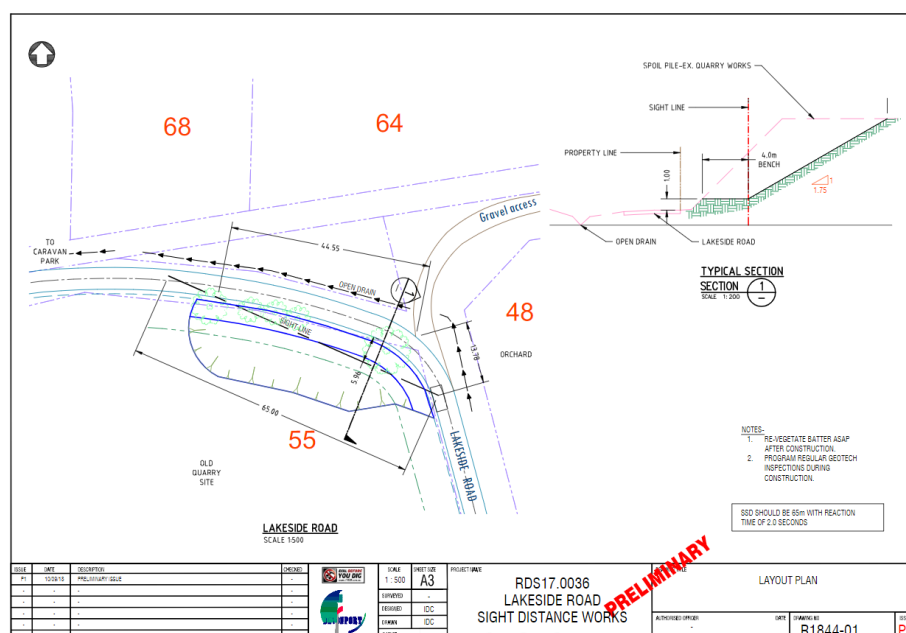 SPOIL PILE-EX. QUARRY WORKS
SIGHT LINE
PROPERTY LINE
4.0m
BENCH
1.00
1
1.75
OPEN DRAIN
LAKESIDE ROAD
TYPICAL SECTION
SECTION
SCALE 1:200
1
–
68
64
Gravel access
TO
CARAVAN
PARK
44.55
OPEN DRAIN
1
48
SIGHT LINE
13.78
ORCHARD
5.96
65.00
55
OLD
QUARRY
SITE
LAKESIDE ROAD
LAKESIDE ROAD
SCALE 1:500
NOTES-
1. RE-VEGETATE BATTER ASAP
AFTER CONSTRUCTION.
2. PROGRAM REGULAR GEOTECH
INSPECTIONS DURING
CONSTRUCTION.
SSD SHOULD BE 65m WITH REACTION
TIME OF 2.0 SECONDS
PRELIMINARY
ISSUE DATE DESCRIPTION CHECKED
P1 PRELIMINARY ISSUE -
YOU DIG
SCALE
1 : 500
SHEET SIZE
A3
SURVEYED -
DESIGNED IDC
DRAWN IDC
PROJECT NAME
RDS17.0036
LAKESIDE ROAD
SIGHT DISTANCE WORKS
LAYOUT PLAN
AUTHORISED OFFICER
-
DATE
DRAWING No
R1844-01